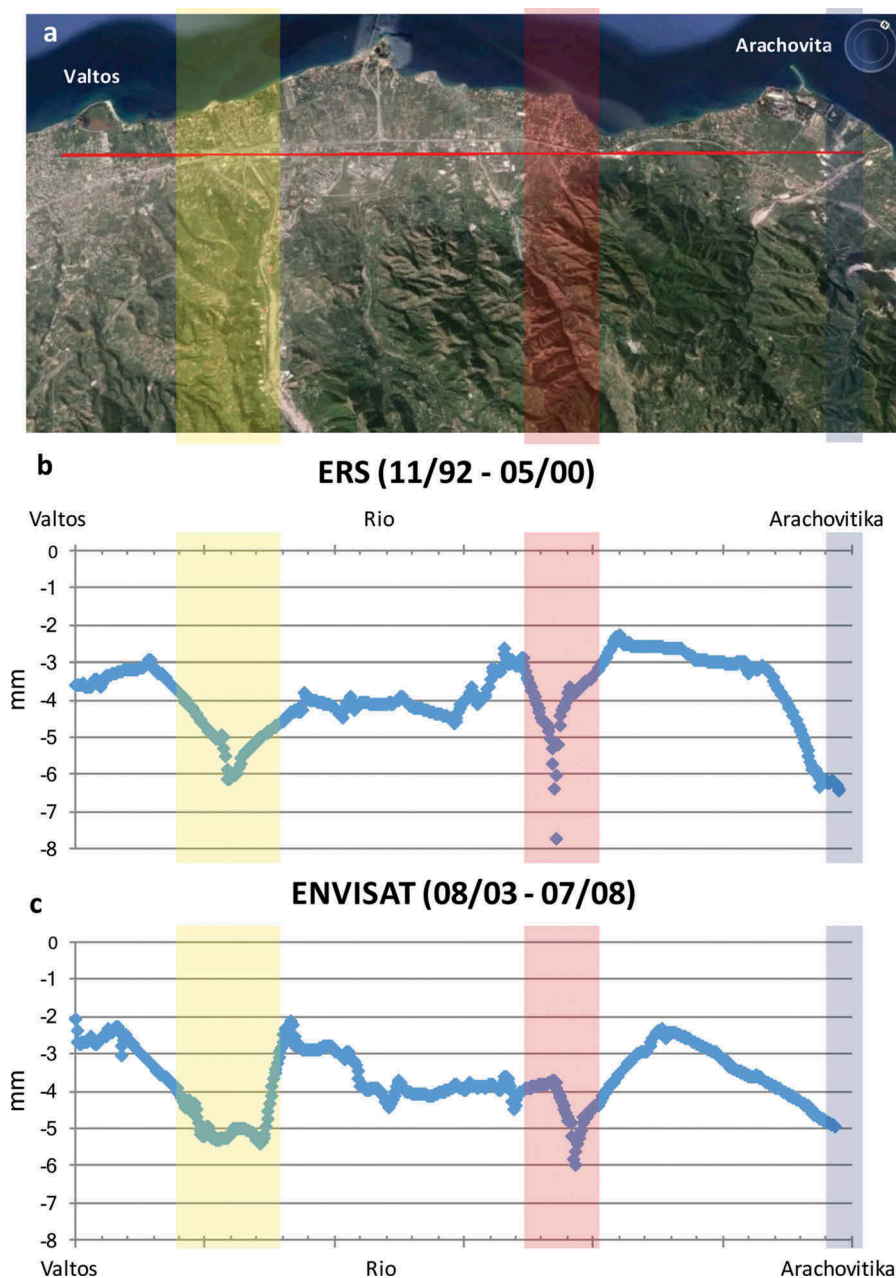 a
Valtos
Arachovita
b
ERS (11/92 - 05/00)
Valtos Rio Arachovitika
0
-1
-2
-3
-4
-5
-6
-7
-8
mm
c
ENVISAT (08/03 - 07/08)
0
-1
-2
-3
-4
-5
-6
-7
-8
mm
Valtos Rio Arachovitika